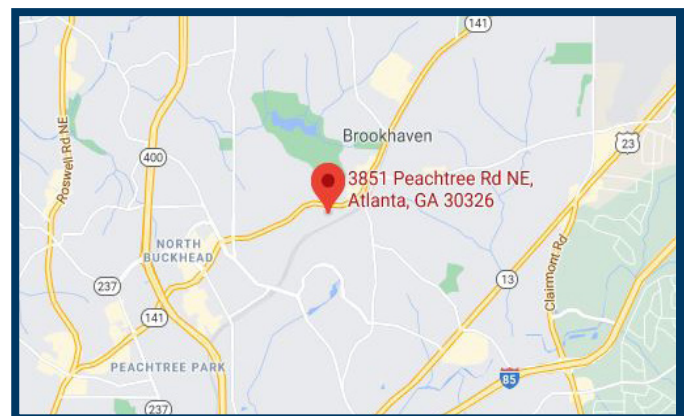 141
Roswell Rd NE
400
Brookhaven
23
3851 Peachtree Rd NE,
Atlanta, GA 30326
NORTH
BUCKHEAD
237
13
Clairmont Rd
141
PEACHTREE PARK
85
237